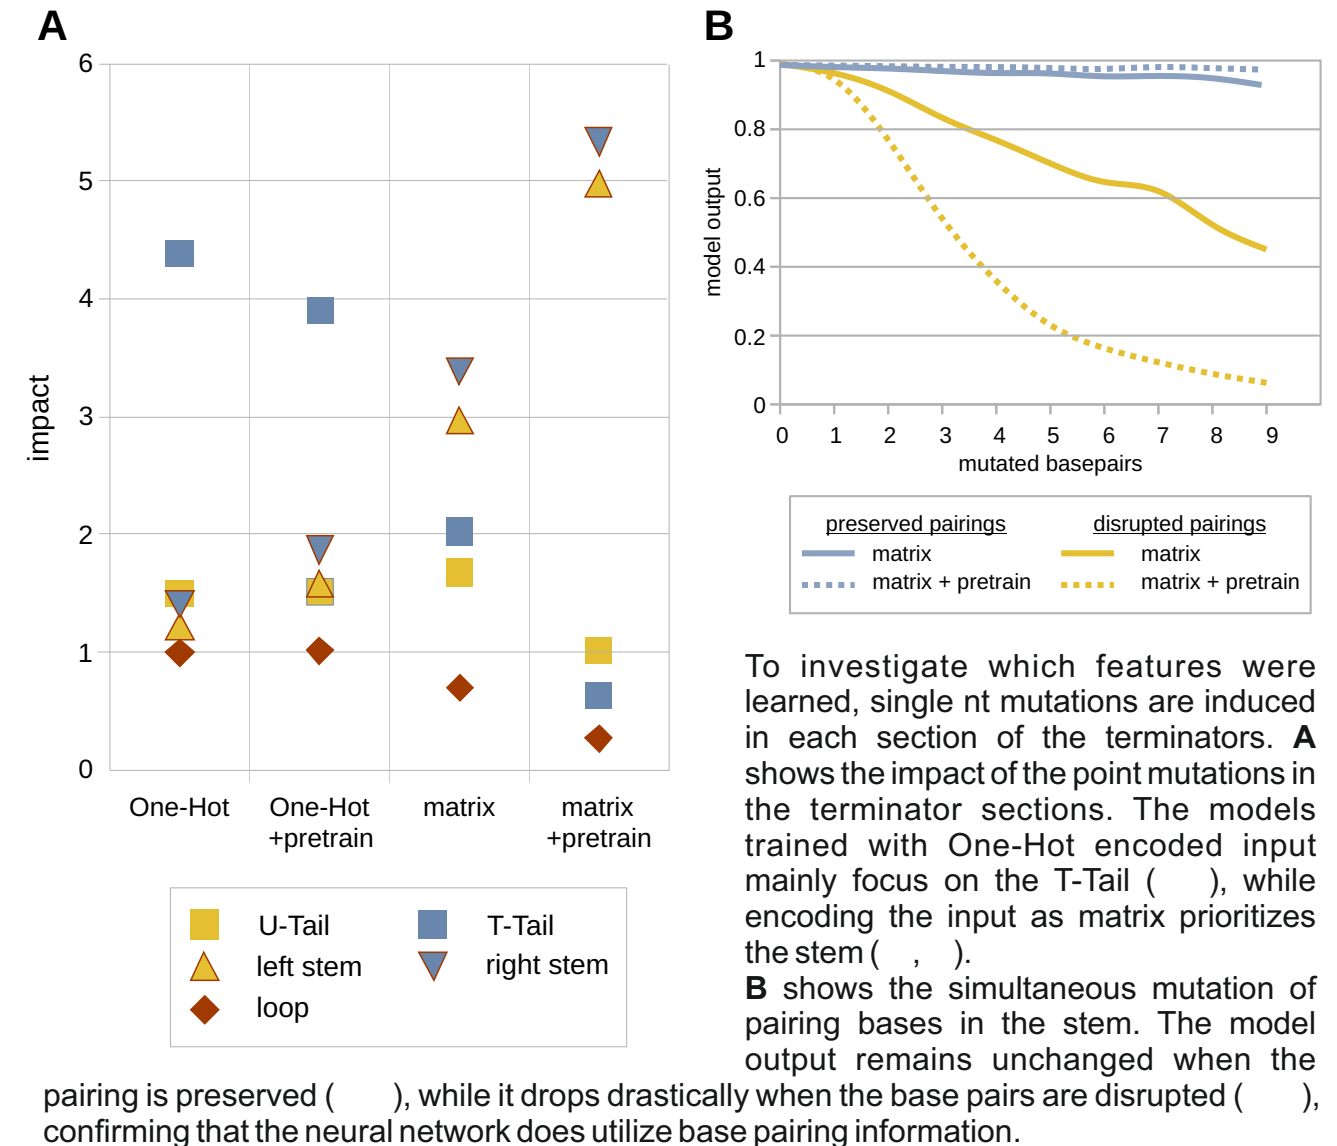 A
6
5
4
3
2
1
0
impact
One-Hot
One-Hot
+pretrain
matrix
matrix
+pretrain
U-Tail
T-Tail
left stem
right stem
loop
B
1
0.8
0.6
0.4
0.2
0
model output
0 1 2 3 4 5 6 7 8 9
mutated basepairs
preserved pairings
disrupted pairings
matrix
matrix
matrix + pretrain
matrix + pretrain
To investigate which features were
learned, single nt mutations are induced
in each section of the terminators. A
shows the impact of the point mutations in
the terminator sections. The models
trained with One-Hot encoded input
mainly focus on the T-Tail ( ), while
encoding the input as matrix prioritizes
the stem ( , ).
B shows the simultaneous mutation of
pairing bases in the stem. The model
output remains unchanged when the
pairing is preserved ( ), while it drops drastically when the base pairs are disrupted ( ),
confirming that the neural network does utilize base pairing information.